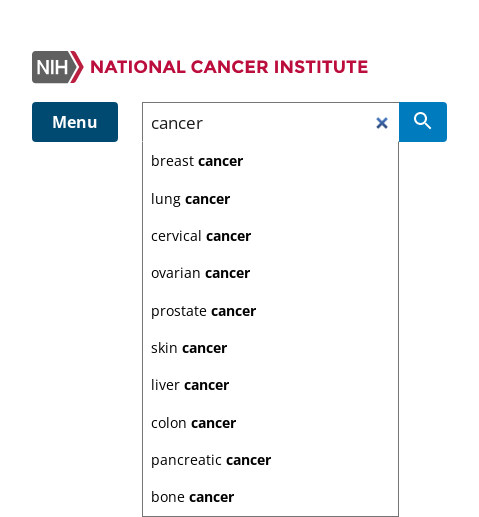 NIH NATIONAL CANCER INSTITUTE
Menu
cancer
breast cancer
lung cancer
cervical cancer
ovarian cancer
prostate cancer
skin cancer
liver cancer
colon cancer
pancreatic cancer
bone cancer